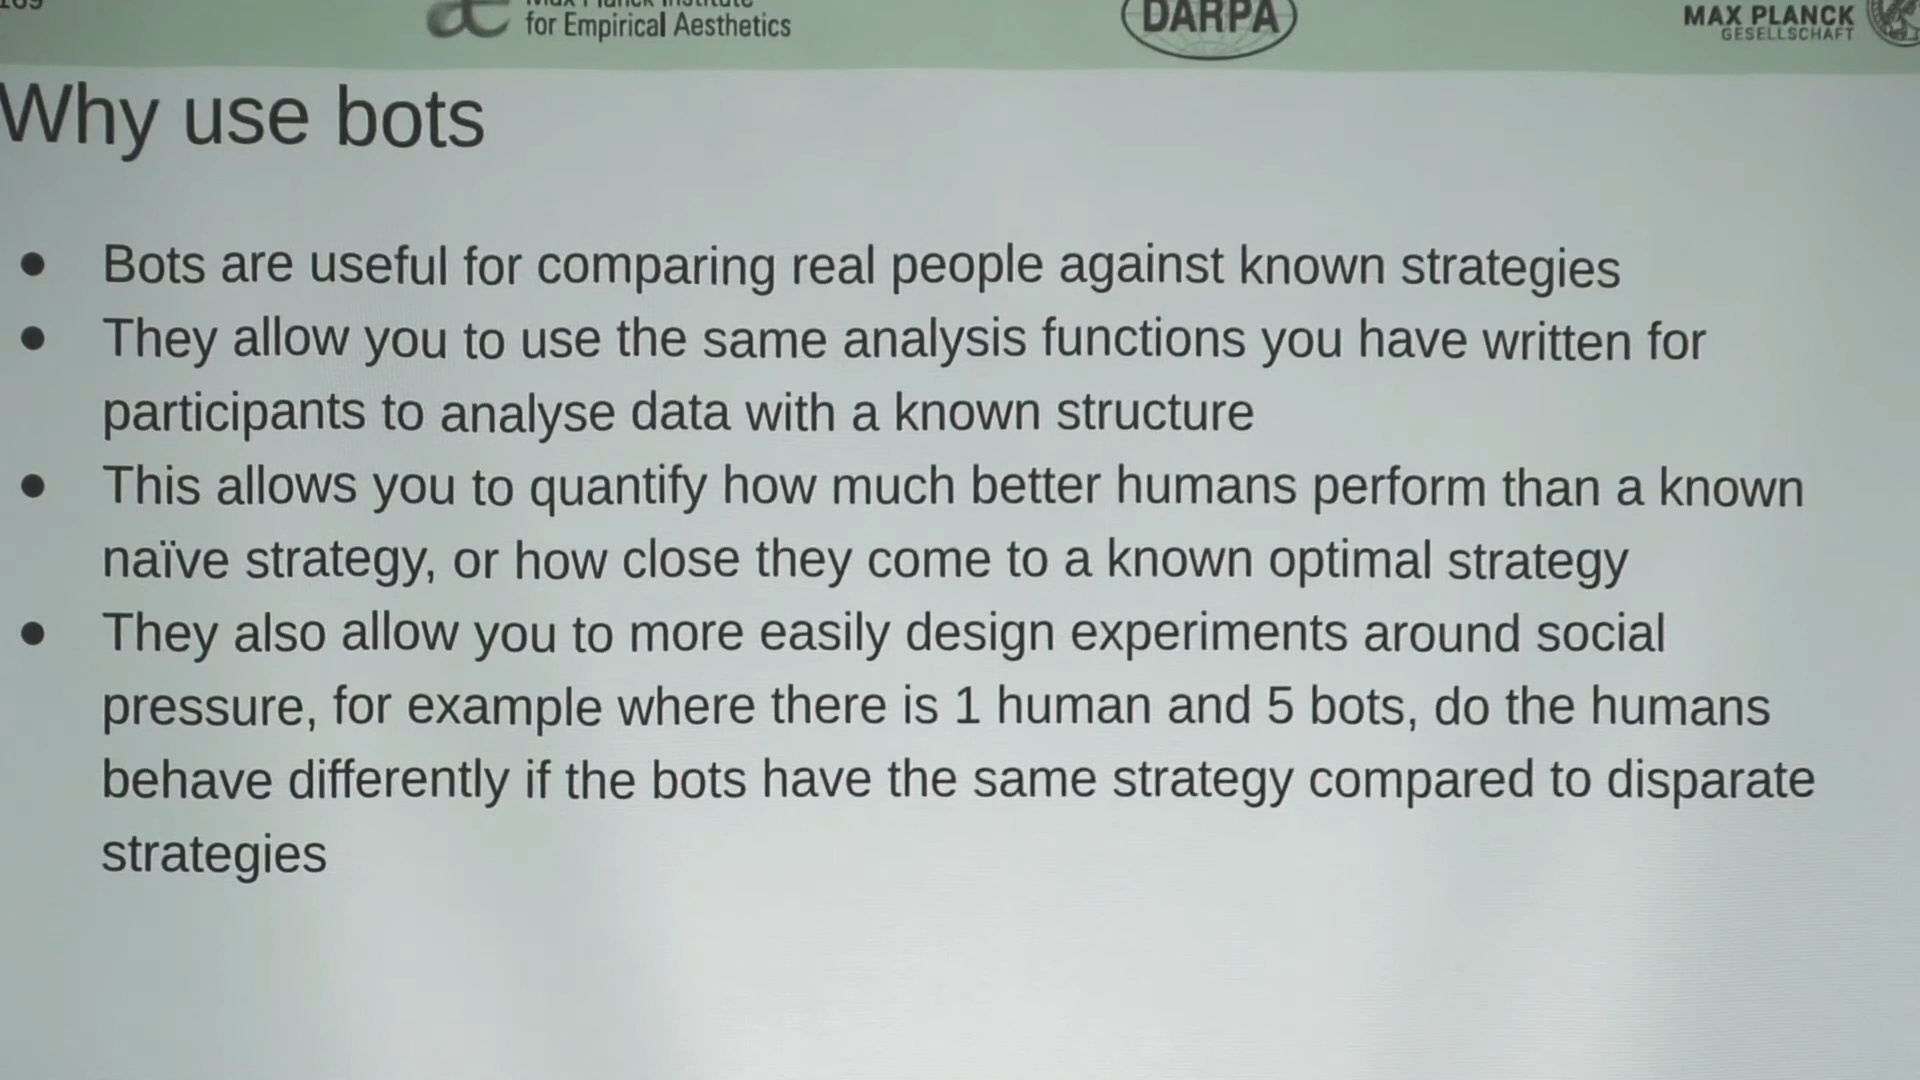 for Empirical Aesthetics
DARPA
MAX PLANCK
GESELLSCHAFT
Why use bots
● Bots are useful for comparing real people against known strategies
● They allow you to use the same analysis functions you have written for
participants to analyse data with a known structure
● This allows you to quantify how much better humans perform than a known
naïve strategy, or how close they come to a known optimal strategy
● They also allow you to more easily design experiments around social
pressure, for example where there is 1 human and 5 bots, do the humans
behave differently if the bots have the same strategy compared to disparate
strategies